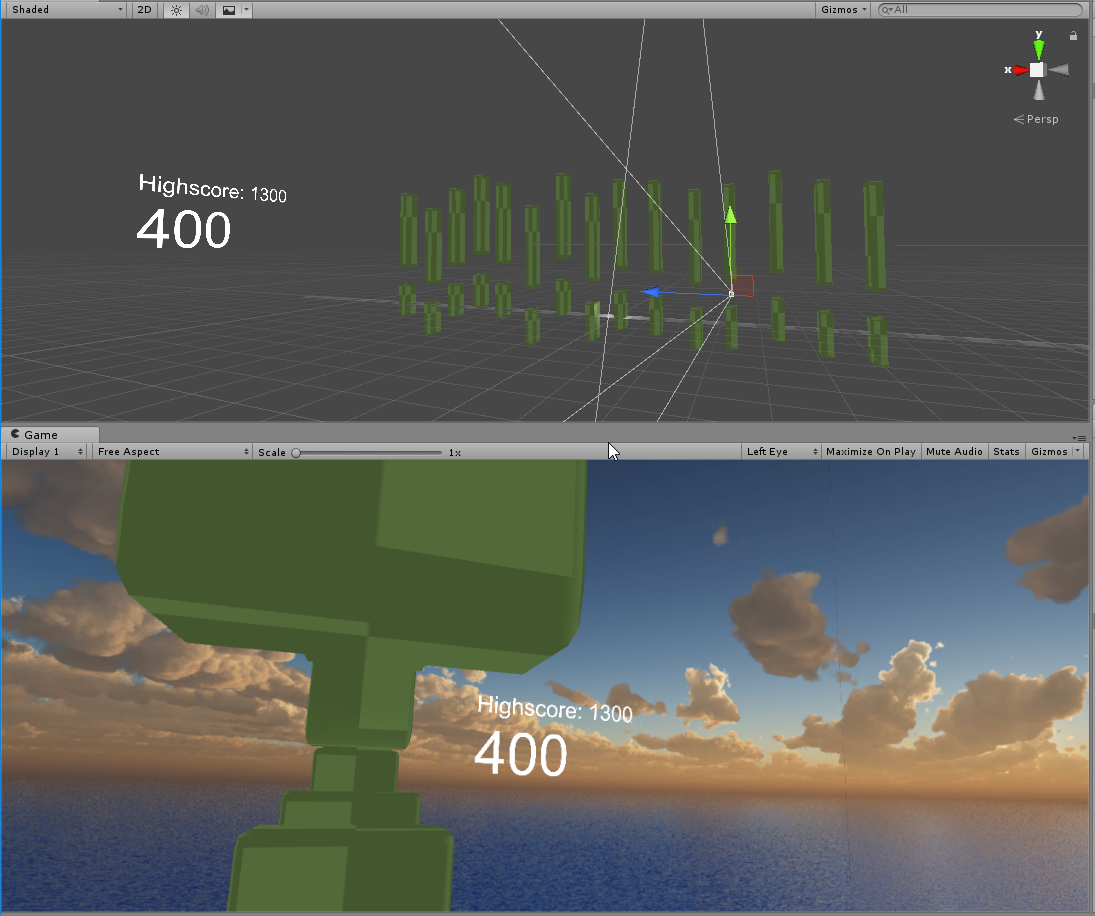 Shaded 2D Gizmos All
y
x
Persp
Highscore: 1300
400
Game
Display 1 Free Aspect Scale 1x Left Eye Maximize On Play Mute Audio Stats Gizmos
Highscore: 1300
400